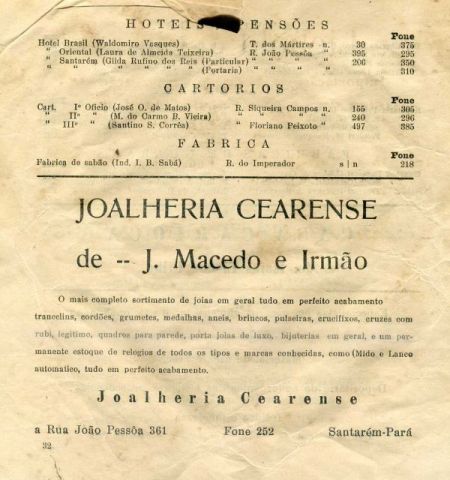 HOTEIS E PENSÕES
Fone
Hotel Brasil (Waldomiro Vasques) T. dos Mártires n. 30 375
" Oriental (Laura de Almeida Teixeira) R. João Pessôa " 395 295
" Santarém (Gilda Rufino dos Reis (Particular " " 206 350
" " " " " (Portaria) " " 310
CARTORIOS
Cart. Iº Oficio (José O. de Matos) R. Siqueira Campos n. 155 305
" IIº " (M. do Carmo B. Vieira) " " " 240 296
" IIIº " (Santino S. Corrêa) " Floriano Peixoto " 497 385
FABRICA
Fone
Fabrica de sabão (Ind. I. B. Sabá) R. do Imperador s|n 218
JOALHERIA CEARENSE
de -- J. Macedo e Irmão
O mais completo sortimento de joias em geral tudo em perfeito acabamento
trancelins, cordões, grumetes, medalhas, aneis, brincos, pulseiras, crucifixos, cruzes com
rubi, legitimo, quadros para parede, porta joias de luxo, bijuterias em geral, e um per-
manente estoque de relogios de todos os tipos e marcas conhecidas, como (Mido e Lanco
automatico, tudo em perfeito acabamento.
Joalheria Cearense
a Rua João Pessôa 361 Fone 252 Santarém-Pará
32